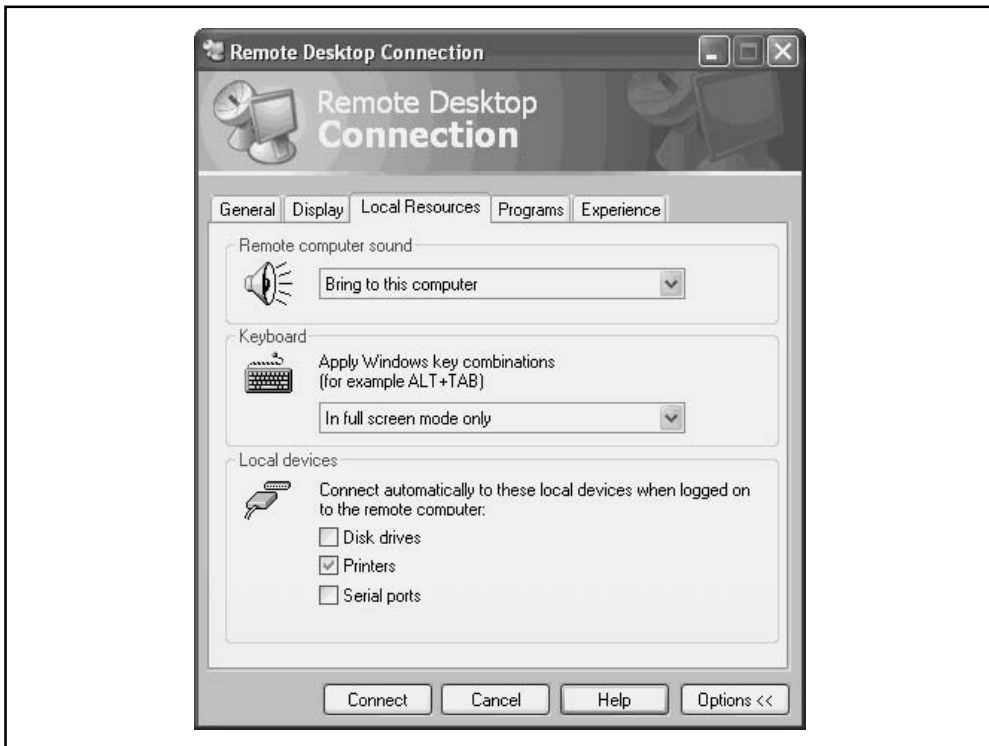 Remote Desktop Connection
Remote Desktop
Connection
General Display Local Resources Programs Experience
Remote computer sound
Bring to this computer
Keyboard
Apply Windows key combinations
(for example ALT+TAB)
In full screen mode only
Local devices
Connect automatically to these local devices when logged on
to the remote computer:
Disk drives
Printers
Serial ports
Connect Cancel Help Options <<